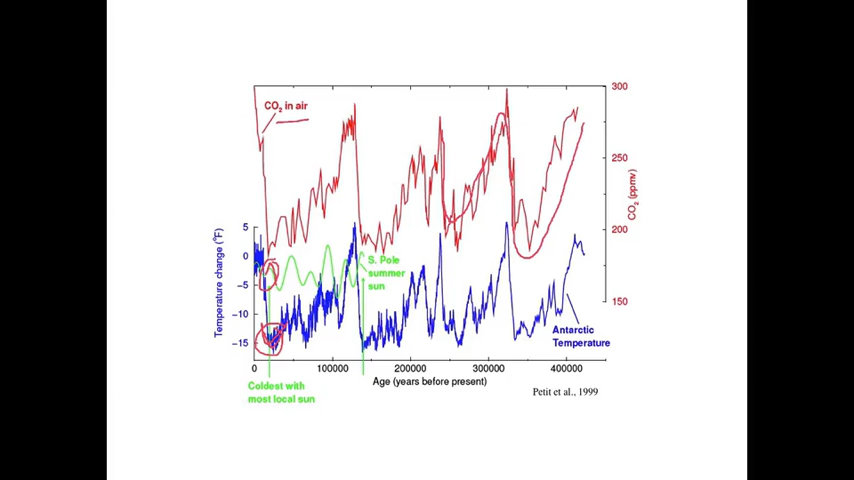 300
CO2 in air
250
CO2 (ppmv)
200
150
Temperature change (°F)
5
0
−5
−10
−15
S. Pole
summer
sun
Antarctic
Temperature
0
100000
200000
300000
400000
Age (years before present)
Coldest with
most local sun
Petit et al., 1999